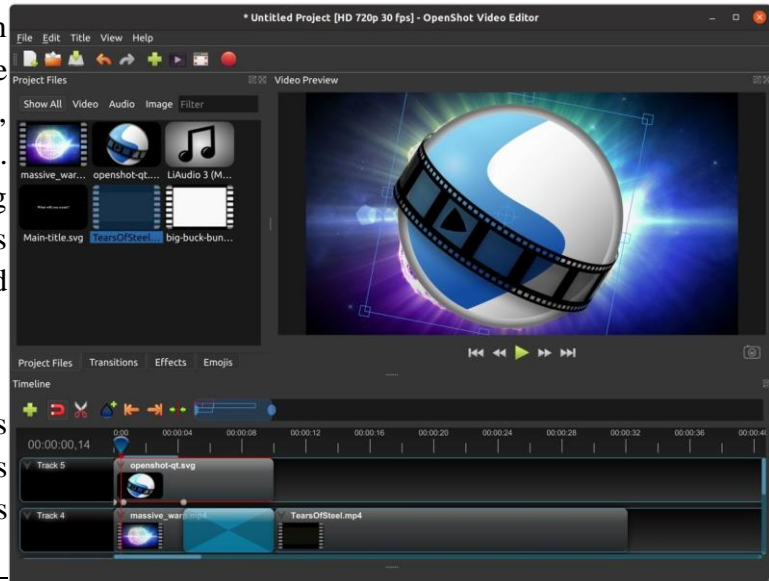 * Untitled Project [HD 720p 30 fps] - OpenShot Video Editor
File Edit Title View Help
Project Files
Video Preview
Show All Video Audio Image Filter
massive_war... openshot-qt.... LiAudio 3 (M...
Main-title.svg TearsOfSteel.... big-buck-bun...
Project Files Transitions Effects Emojis
Timeline
00:00:00,14
0:00 00:00:04 00:00:08 00:00:12 00:00:16 00:00:20 00:00:24 00:00:28 00:00:32 00:00:36
Track 5
openshot-qt.svg
Track 4
massive_warp.mp4
TearsOfSteel.mp4